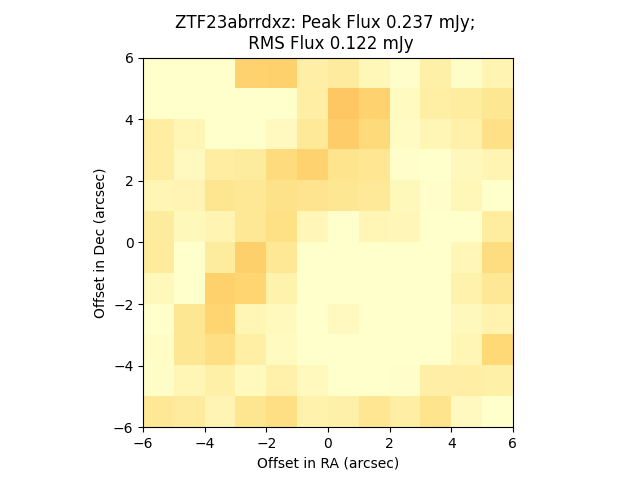 ZTF23abrrdxz: Peak Flux 0.237 mJy;
RMS Flux 0.122 mJy
6
4
2
0
−2
−4
−6
Offset in Dec (arcsec)
−6 −4 −2 0 2 4 6
Offset in RA (arcsec)